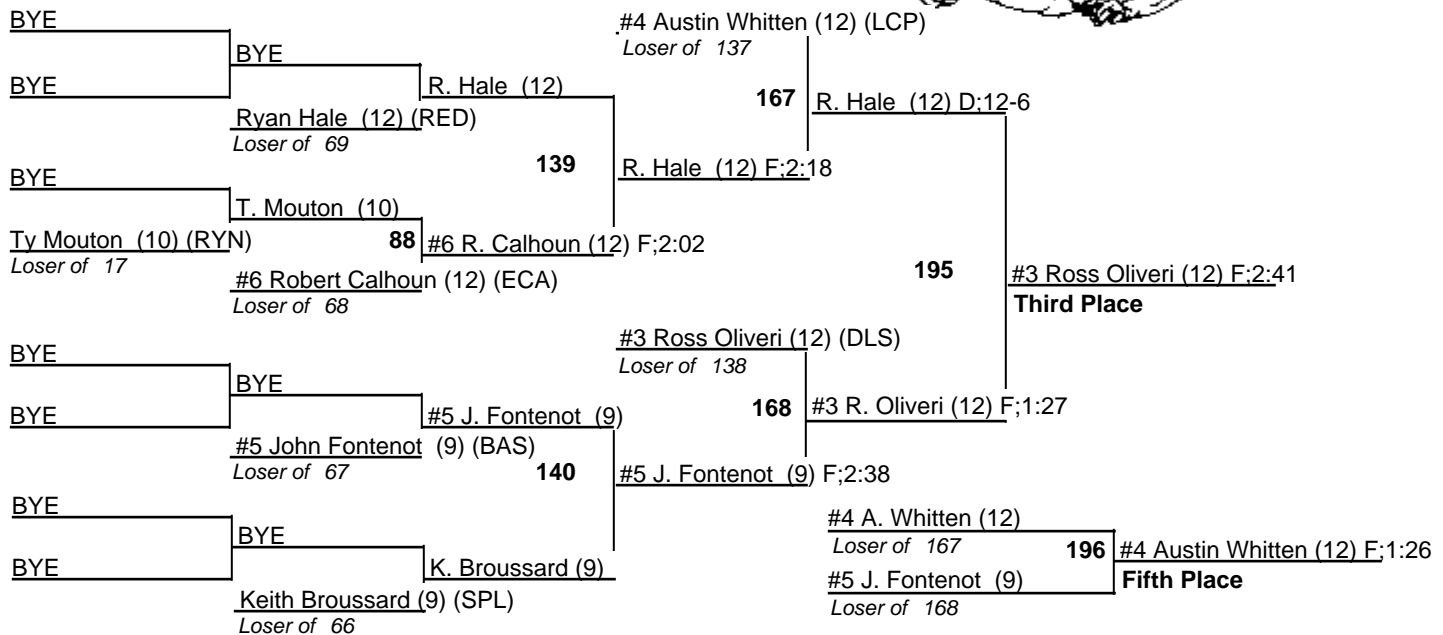 BYE
BYE
BYE
Ryan Hale (12) (RED)
Loser of 69
R. Hale (12)
BYE
Ty Mouton (10) (RYN)
Loser of 17
T. Mouton (10)
88
#6 Robert Calhoun (12) (ECA)
Loser of 68
#6 R. Calhoun (12) F;2:02
139
R. Hale (12) F;2:18
#4 Austin Whitten (12) (LCP)
Loser of 137
167
R. Hale (12) D;12-6
BYE
BYE
BYE
#5 John Fontenot (9) (BAS)
Loser of 67
#5 J. Fontenot (9)
BYE
BYE
BYE
Keith Broussard (9) (SPL)
Loser of 66
K. Broussard (9)
140
#5 J. Fontenot (9) F;2:38
#3 Ross Oliveri (12) (DLS)
Loser of 138
168
#3 R. Oliveri (12) F;1:27
195
#3 Ross Oliveri (12) F;2:41
Third Place
#4 A. Whitten (12)
Loser of 167
#5 J. Fontenot (9)
Loser of 168
196
#4 Austin Whitten (12) F;1:26
Fifth Place